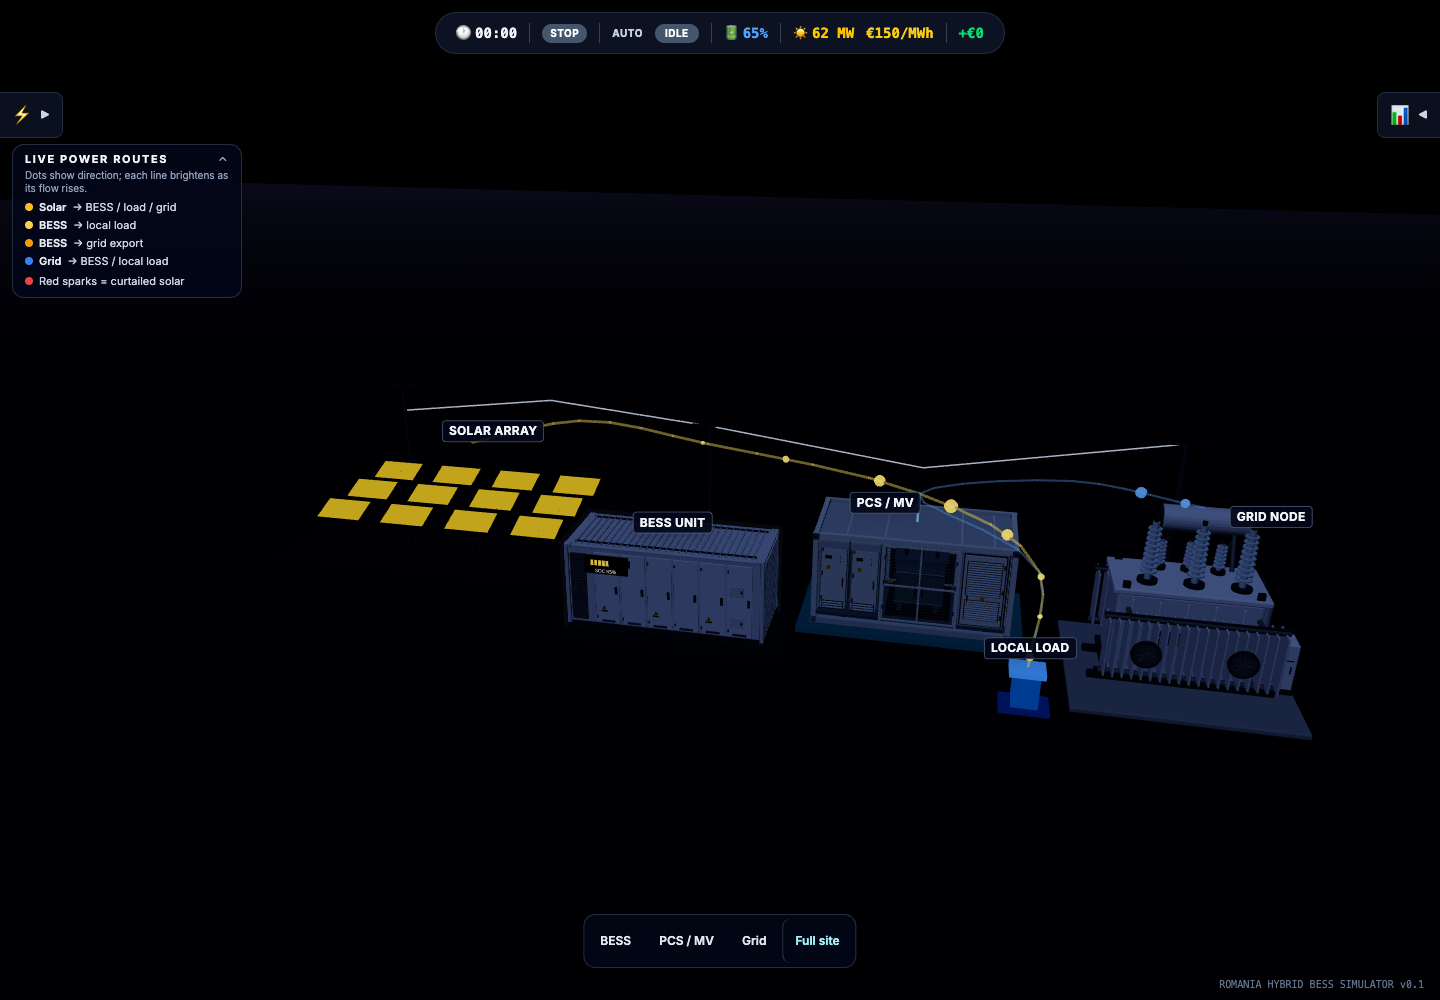 00:00 STOP AUTO IDLE 65% 62 MW €150/MWh +€0
LIVE POWER ROUTES
Dots show direction; each line brightens as
its flow rises.
Solar → BESS / load / grid
BESS → local load
BESS → grid export
Grid → BESS / local load
Red sparks = curtailed solar
SOLAR ARRAY
PCS / MV
GRID NODE
BESS UNIT
SOC 65%
LOCAL LOAD
BESS PCS / MV Grid Full site
ROMANIA HYBRID BESS SIMULATOR v0.1